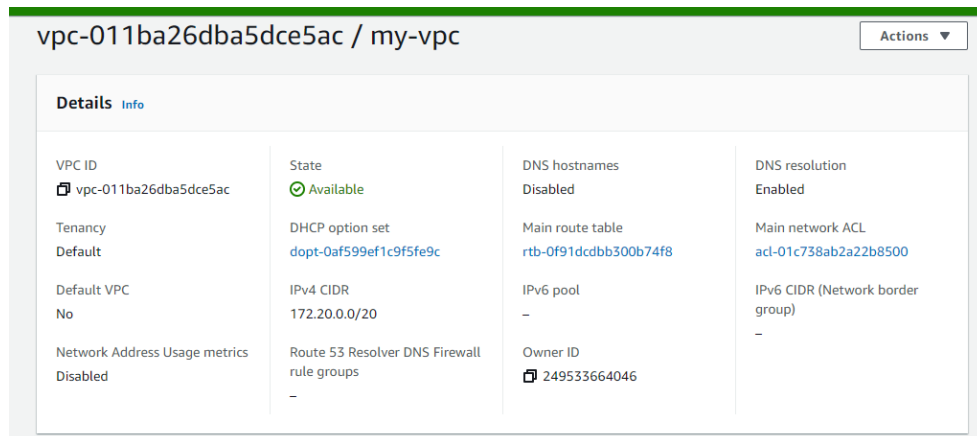 vpc-011ba26dba5dce5ac / my-vpc
Actions
Details Info
VPC ID
vpc-011ba26dba5dce5ac
State
Available
DNS hostnames
Disabled
DNS resolution
Enabled
Tenancy
Default
DHCP option set
dopt-0af599ef1c9f5fe9c
Main route table
rtb-0f91dcdbb300b74f8
Main network ACL
acl-01c738ab2a22b8500
Default VPC
No
IPv4 CIDR
172.20.0.0/20
IPv6 pool
–
IPv6 CIDR (Network border
group)
–
Network Address Usage metrics
Disabled
Route 53 Resolver DNS Firewall
rule groups
–
Owner ID
249533664046